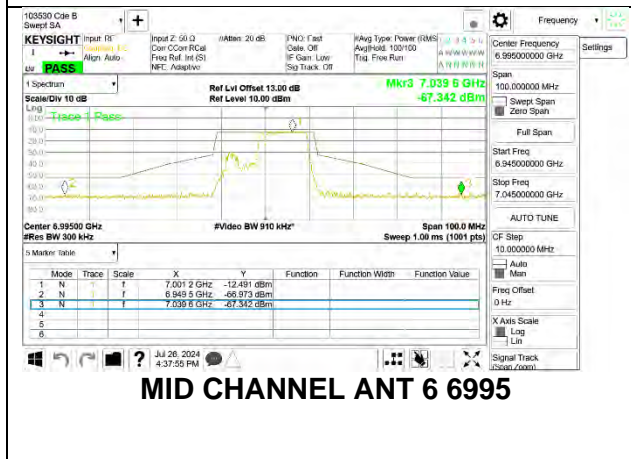 103530 Cde B
Swept SA
Frequency
KEYSIGHT
Input: RF
Align: Auto
LXI
PASS
Input Z: 50 Ω
Corr CCorr RCal
Freq Ref: Int (S)
NFE: Adaptive
#Atten: 20 dB
PNO: Fast
Gate: Off
IF Gain: Low
Sig Track: Off
#Avg Type: Power (RMS
Avg|Hold: 100/100
Trig: Free Run
1 2 3 4 5 6
A W W W W W
A N N N N N
1 Spectrum
Scale/Div 10 dB
Log
Ref Lvl Offset 13.00 dB
Ref Level 10.00 dBm
Mkr3 7.039 6 GHz
-67.342 dBm
Trace 1 Pass
Center 6.99500 GHz
#Res BW 300 kHz
#Video BW 910 kHz*
Span 100.0 MHz
Sweep 1.00 ms (1001 pts)
5 Marker Table
Mode Trace Scale X Y Function Function Width Function Value
1 N 1 f 7.001 2 GHz -12.491 dBm
2 N 1 f 6.949 5 GHz -66.973 dBm
3 N 1 f 7.039 6 GHz -67.342 dBm
4
5
6
Jul 26, 2024
4:37:55 PM
Center Frequency
6.995000000 GHz
Settings
Span
100.000000 MHz
Swept Span
Zero Span
Full Span
Start Freq
6.945000000 GHz
Stop Freq
7.045000000 GHz
AUTO TUNE
CF Step
10.000000 MHz
Auto
Man
Freq Offset
0 Hz
X Axis Scale
Log
Lin
Signal Track
(Span Zoom)
MID CHANNEL ANT 6 6995